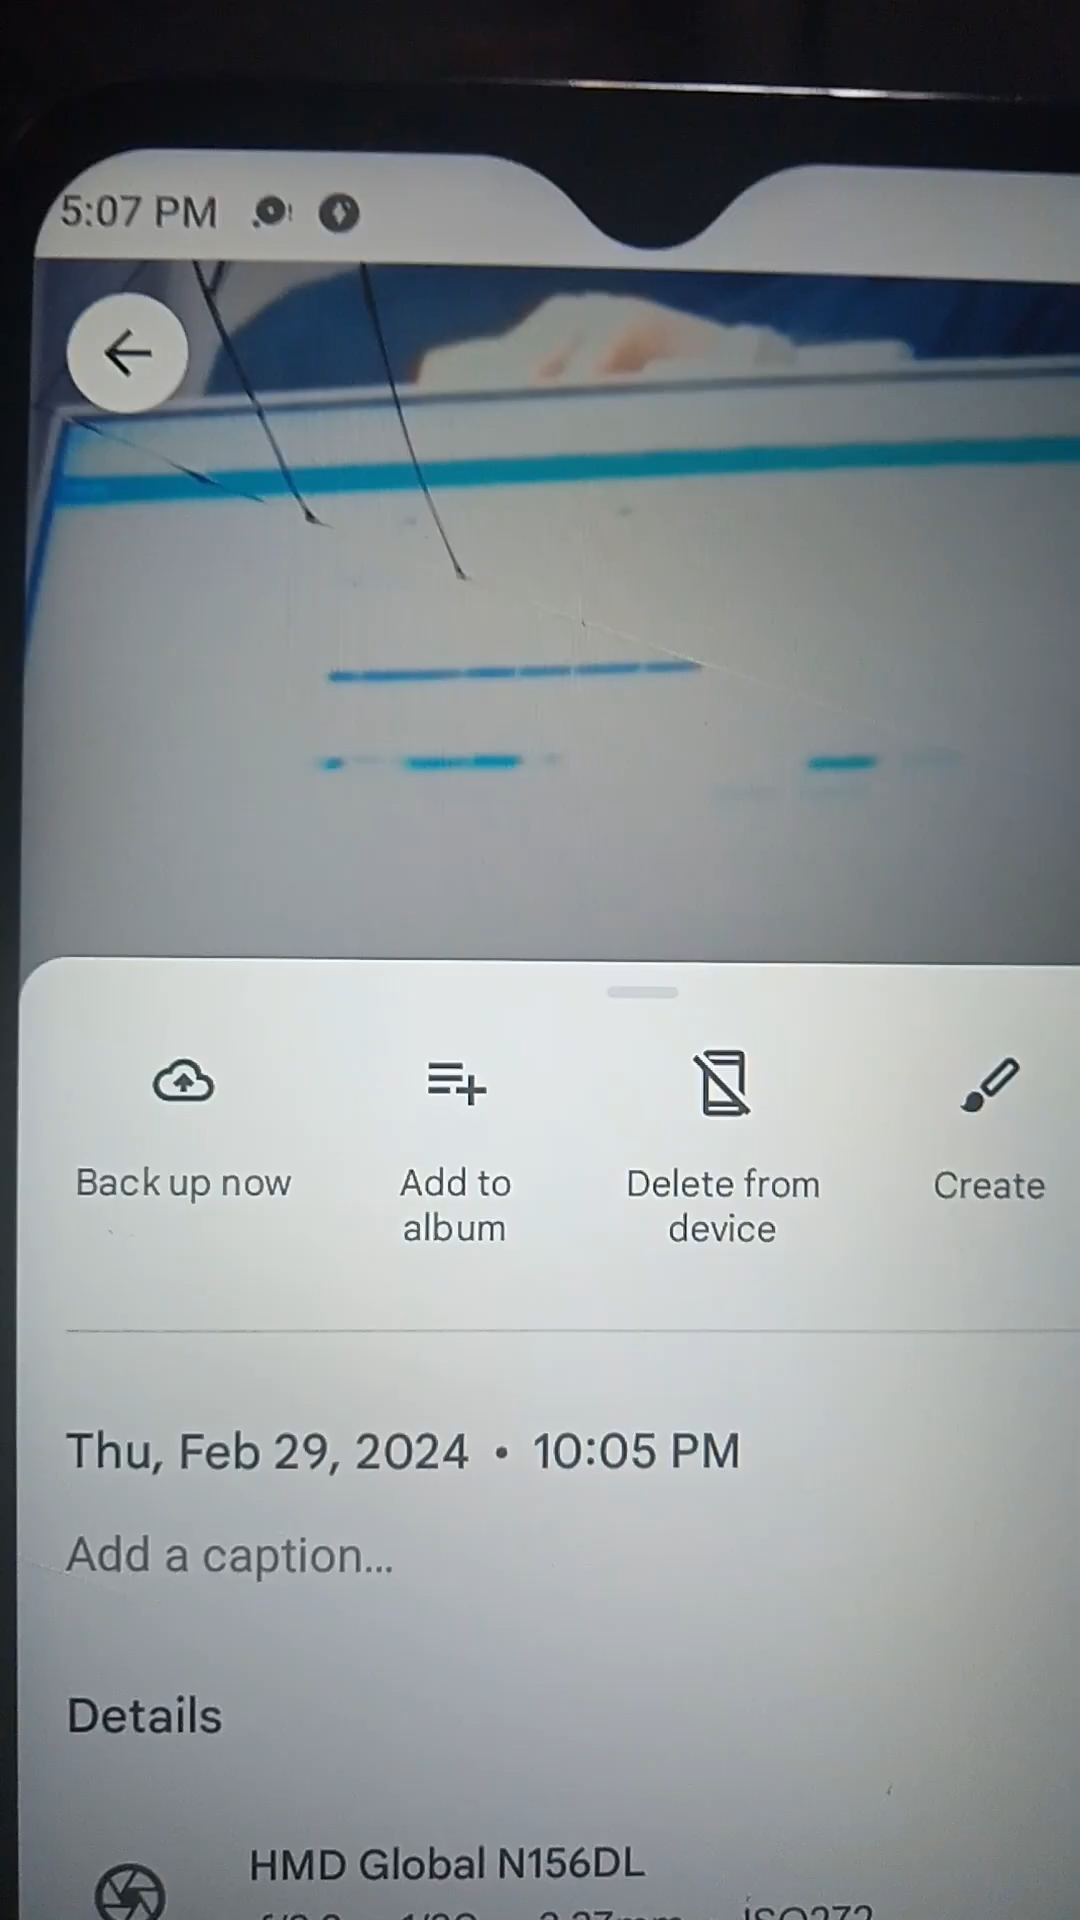 5:07 PM
Back up now
Add to
album
Delete from
device
Create
Thu, Feb 29, 2024 • 10:05 PM
Add a caption...
Details
HMD Global N156DL